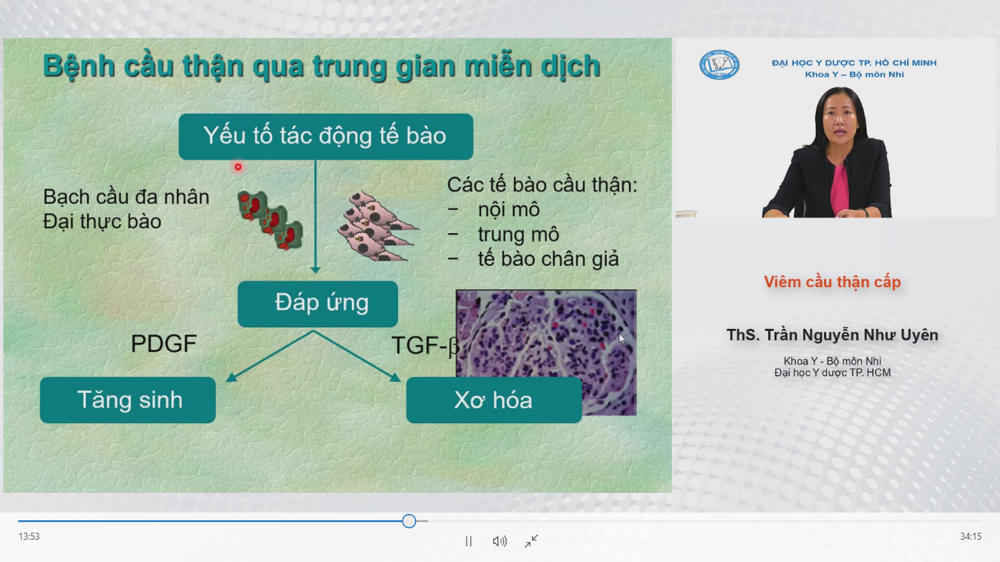 Bệnh cầu thận qua trung gian miễn dịch
Yếu tố tác động tế bào
Bạch cầu đa nhân
Đại thực bào
Các tế bào cầu thận:
− nội mô
− trung mô
− tế bào chân giả
Đáp ứng
PDGF
TGF-β
Tăng sinh
Xơ hóa
ĐẠI HỌC Y DƯỢC TP. HỒ CHÍ MINH
Khoa Y – Bộ môn Nhi
Viêm cầu thận cấp
ThS. Trần Nguyễn Như Uyên
Khoa Y - Bộ môn Nhi
Đại học Y dược TP. HCM
13:53
34:15